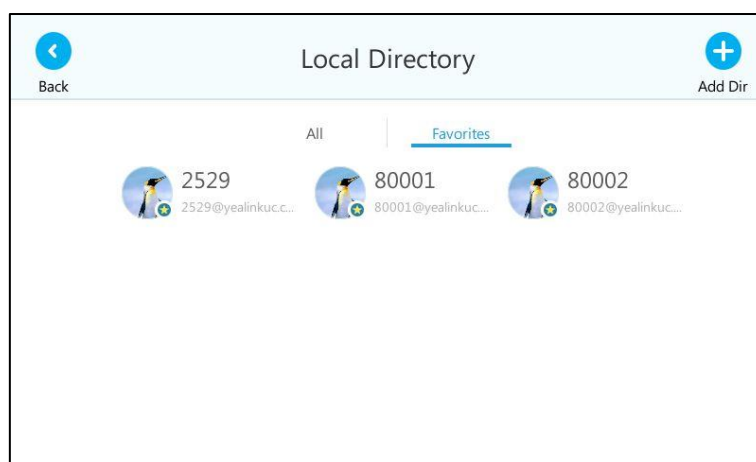 Local Directory
Back
Add Dir
All
Favorites
2529
2529@yealinkuc.c...
80001
80001@yealinkuc....
80002
80002@yealinkuc....